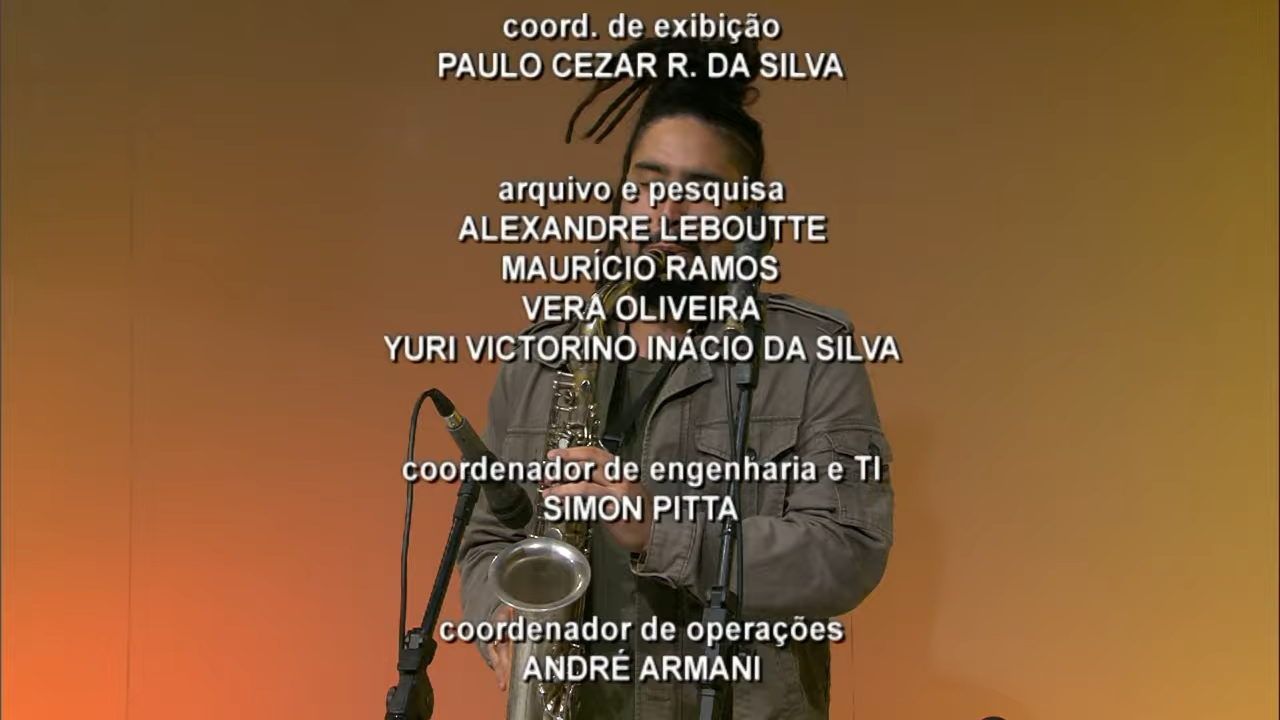 coord. de exibição
PAULO CEZAR R. DA SILVA
arquivo e pesquisa
ALEXANDRE LEBOUTTE
MAURÍCIO RAMOS
VERA OLIVEIRA
YURI VICTORINO INÁCIO DA SILVA
coordenador de engenharia e TI
SIMON PITTA
coordenador de operações
ANDRÉ ARMANI